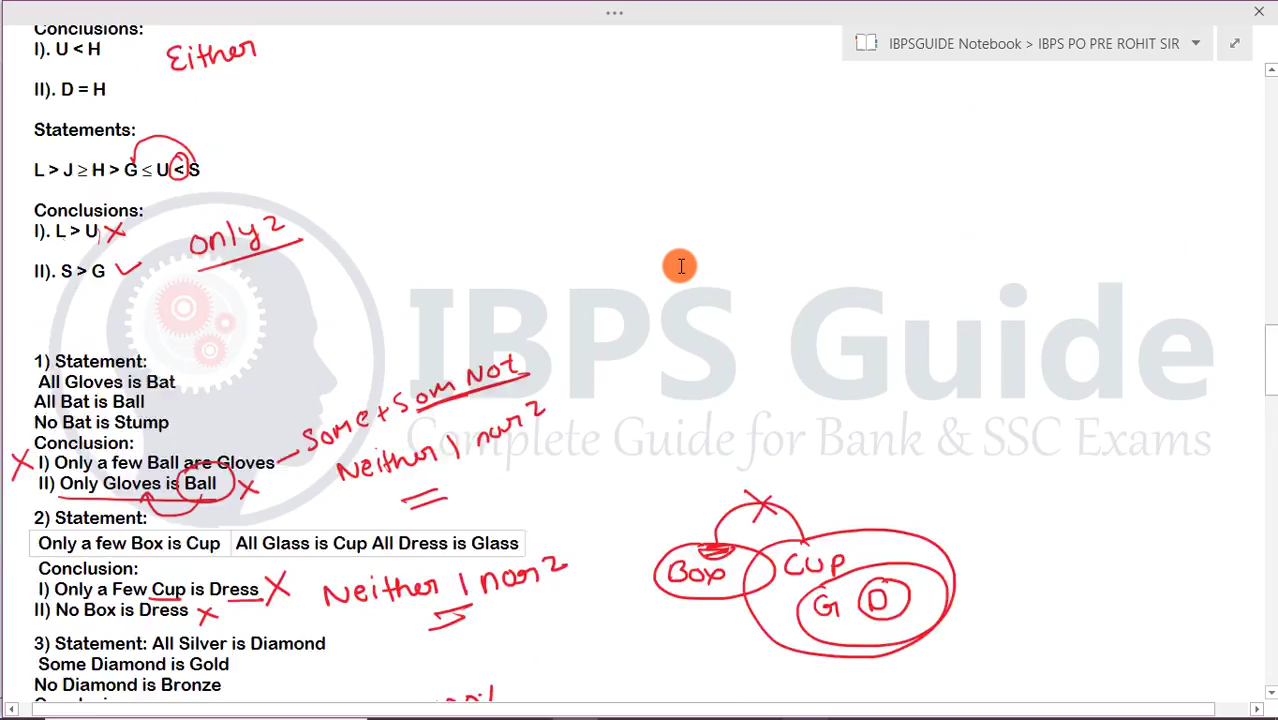 IBPSGUIDE Notebook > IBPS PO PRE ROHIT SIR
Conclusions:
I). U < H
Either
II). D = H
Statements:
L > J ≥ H > G ≤ U < S
Conclusions:
I). L > U
only 2
II). S > G
IBPS Guide
Complete Guide for Bank & SSC Exams
1) Statement:
All Gloves is Bat
All Bat is Ball
No Bat is Stump
Conclusion:
Some + Som Not
I) Only a few Ball are Gloves
Neither 1 nor 2
II) Only Gloves is Ball
2) Statement:
Only a few Box is Cup All Glass is Cup All Dress is Glass
Conclusion:
I) Only a Few Cup is Dress
Neither 1 nor 2
II) No Box is Dress
Box Cup
G D
3) Statement: All Silver is Diamond
Some Diamond is Gold
No Diamond is Bronze